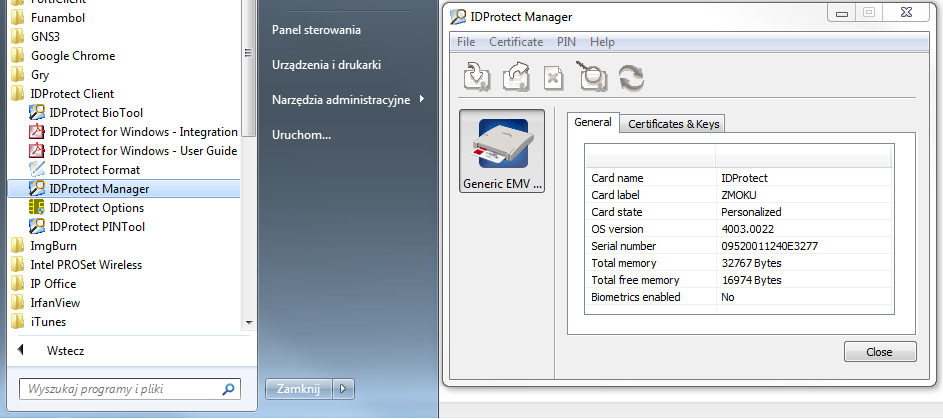 FortiClient
Funambol
GNS3
Google Chrome
Gry
IDProtect Client
IDProtect BioTool
IDProtect for Windows - Integration
IDProtect for Windows - User Guide
IDProtect Format
IDProtect Manager
IDProtect Options
IDProtect PINTool
ImgBurn
Intel PROSet Wireless
IP Office
IrfanView
iTunes
Wstecz
Wyszukaj programy i pliki
Panel sterowania
Urządzenia i drukarki
Narzędzia administracyjne
Uruchom...
Zamknij
IDProtect Manager
File Certificate PIN Help
Generic EMV ...
General Certificates & Keys
Card name IDProtect
Card label ZMOKU
Card state Personalized
OS version 4003.0022
Serial number 09520011240E3277
Total memory 32767 Bytes
Total free memory 16974 Bytes
Biometrics enabled No
Close